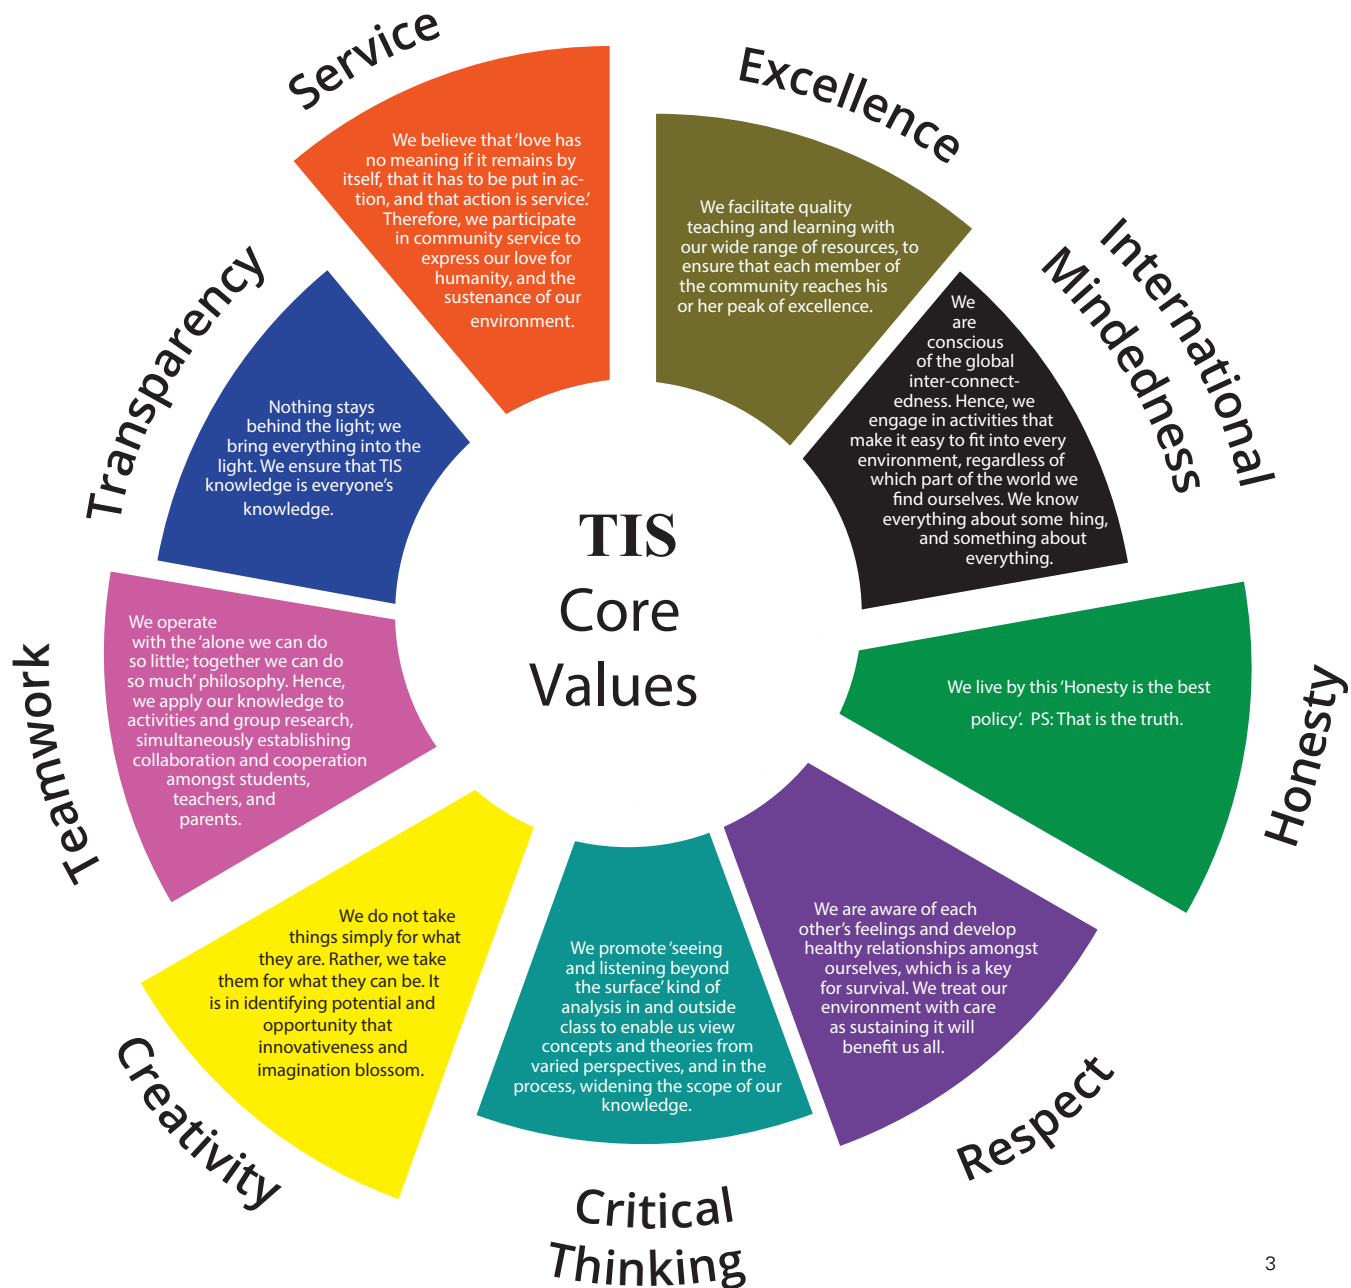 Service
We believe that ‘love has
no meaning if it remains by
itself, that it has to be put in ac-
tion, and that action is service.’
Therefore, we participate
in community service to
express our love for
humanity, and the
sustenance of our
environment.
Excellence
We facilitate quality
teaching and learning with
our wide range of resources, to
ensure that each member of
the community reaches his
or her peak of excellence.
International
Mindedness
We
are
conscious
of the global
inter-connect-
edness. Hence, we
engage in activities that
make it easy to fit into every
environment, regardless of
which part of the world we
find ourselves. We know
everything about some hing,
and something about
everything.
Honesty
We live by this ‘Honesty is the best
policy’. PS: That is the truth.
Respect
We are aware of each
other’s feelings and develop
healthy relationships amongst
ourselves, which is a key
for survival. We treat our
environment with care
as sustaining it will
benefit us all.
Critical
Thinking
We promote ‘seeing
and listening beyond
the surface’ kind of
analysis in and outside
class to enable us view
concepts and theories from
varied perspectives, and in the
process, widening the scope of our
knowledge.
Creativity
We do not take
things simply for what
they are. Rather, we take
them for what they can be. It
is in identifying potential and
opportunity that
innovativeness and
imagination blossom.
Teamwork
We operate
with the ‘alone we can do
so little; together we can do
so much’ philosophy. Hence,
we apply our knowledge to
activities and group research,
simultaneously establishing
collaboration and cooperation
amongst students,
teachers, and
parents.
Transparency
Nothing stays
behind the light; we
bring everything into the
light. We ensure that TIS
knowledge is everyone’s
knowledge.
TIS
Core
Values
3